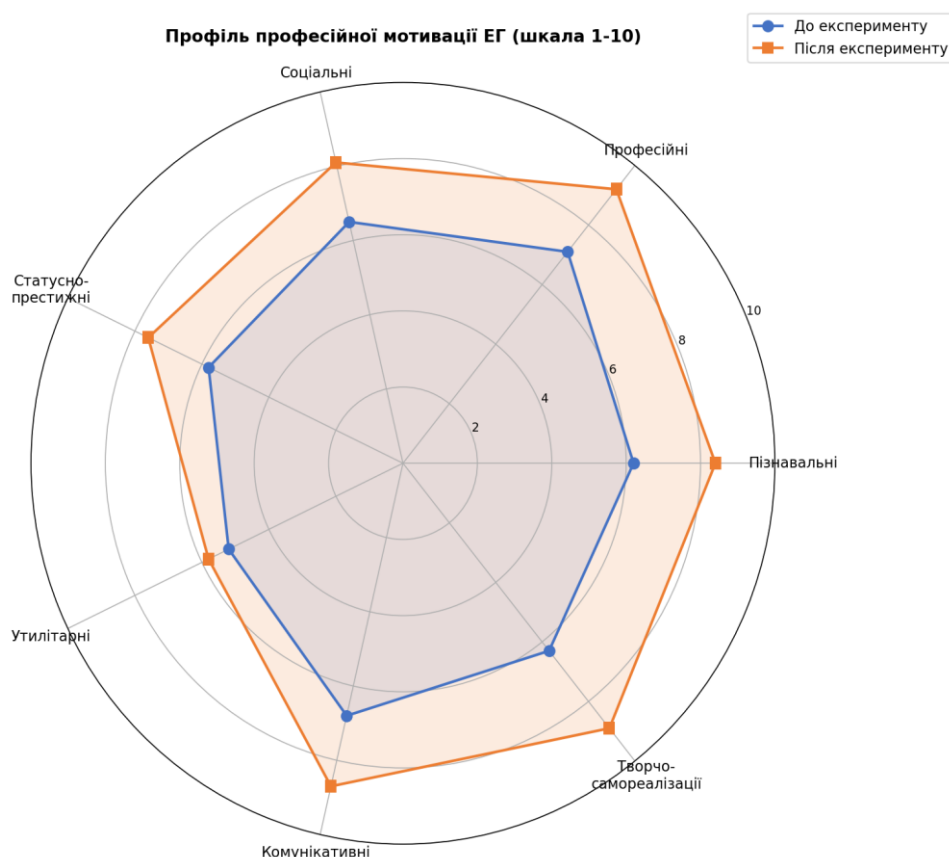 Профіль професійної мотивації ЕГ (шкала 1-10)
До експерименту
Після експерименту
Соціальні
Професійні
Статусно-
престижні
10
8
6
4
2
Пізнавальні
Утилітарні
Творчо-
самореалізації
Комунікативні